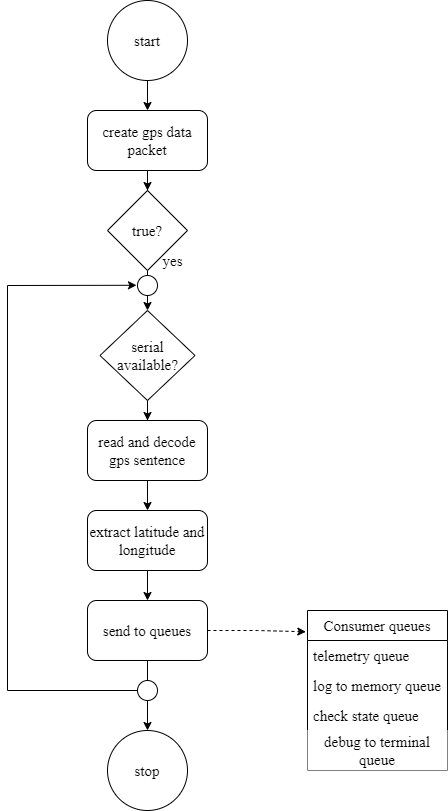 start
create gps data
packet
true?
yes
serial
available?
read and decode
gps sentence
extract latitude and
longitude
send to queues
Consumer queues
telemetry queue
log to memory queue
check state queue
debug to terminal
queue
stop